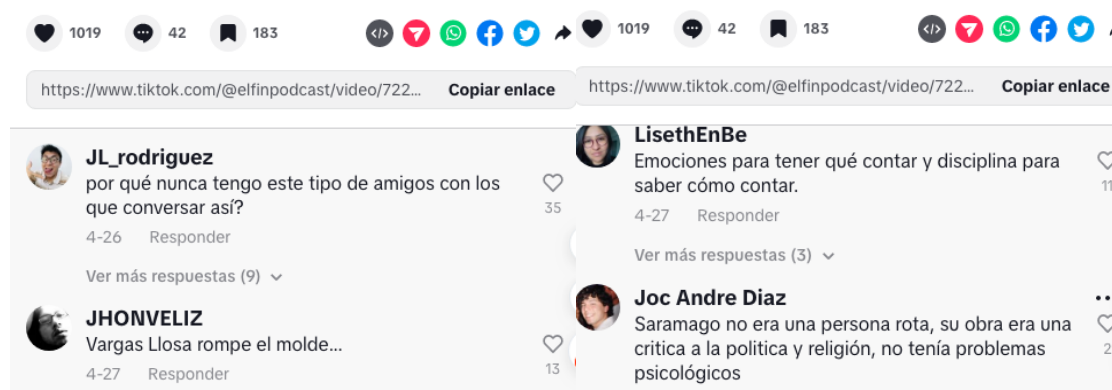 1019 42 183
https://www.tiktok.com/@elfinpodcast/video/722... Copiar enlace
JL_rodriguez
por qué nunca tengo este tipo de amigos con los
que conversar así?
35
4-26 Responder
Ver más respuestas (9)
JHONVELIZ
Vargas Llosa rompe el molde...
13
4-27 Responder
1019 42 183
https://www.tiktok.com/@elfinpodcast/video/722... Copiar enlace
LisethEnBe
Emociones para tener qué contar y disciplina para
saber cómo contar.
11
4-27 Responder
Ver más respuestas (3)
Joc Andre Diaz
Saramago no era una persona rota, su obra era una
critica a la politica y religión, no tenía problemas
psicológicos